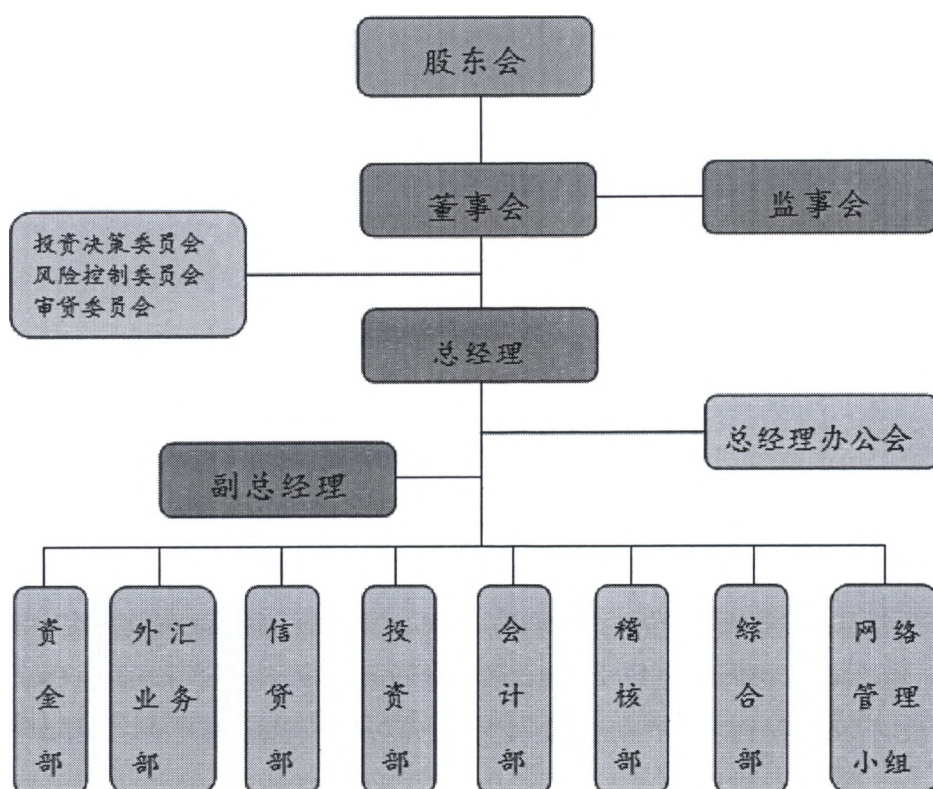 股东会
董事会
监事会
投资决策委员会
风险控制委员会
审贷委员会
总经理
总经理办公会
副总经理
资金部
外汇业务部
信贷部
投资部
会计部
稽核部
综合部
网络管理小组